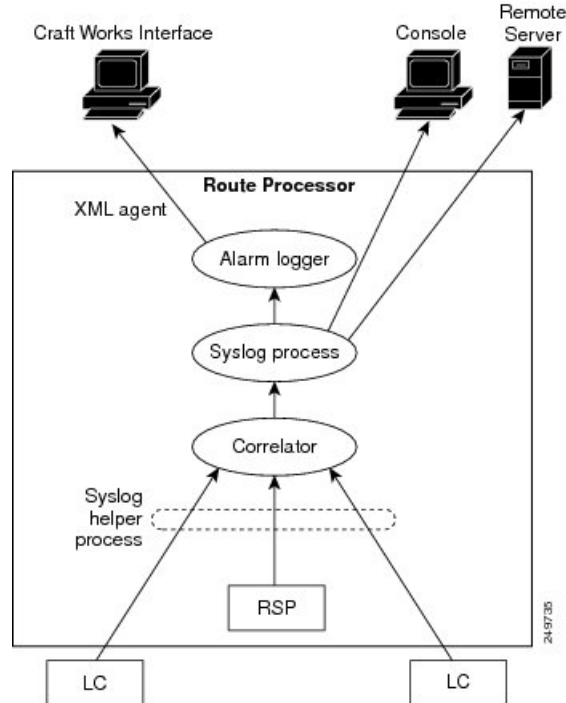 Remote
Server
Craft Works Interface
Console
Route Processor
XML agent
Alarm logger
Syslog process
Correlator
Syslog
helper
process
RSP
249735
LC
LC